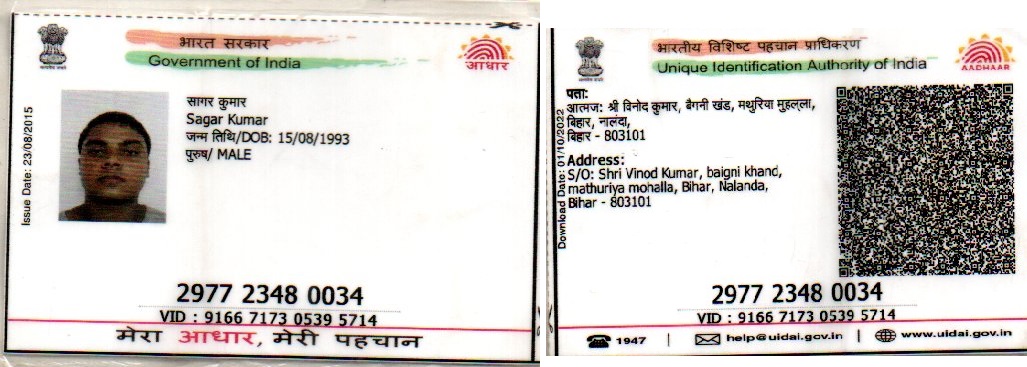 भारत सरकार
Government of India
आधार
Issue Date: 23/08/2015
सागर कुमार
Sagar Kumar
जन्म तिथि/DOB: 15/08/1993
पुरुष/ MALE
2977 2348 0034
VID : 9166 7173 0539 5714
मेरा आधार, मेरी पहचान
भारतीय विशिष्ट पहचान प्राधिकरण
Unique Identification Authority of India
AADHAAR
Download Date: 01/10/2022
पता:
आत्मज: श्री विनोद कुमार, बैगनी खंड, मथुरिया मुहल्ला,
बिहार, नालंदा,
बिहार - 803101
Address:
S/O: Shri Vinod Kumar, baigni khand,
mathuriya mohalla, Bihar, Nalanda,
Bihar - 803101
2977 2348 0034
VID : 9166 7173 0539 5714
1947 | help@uidai.gov.in | www.uidai.gov.in